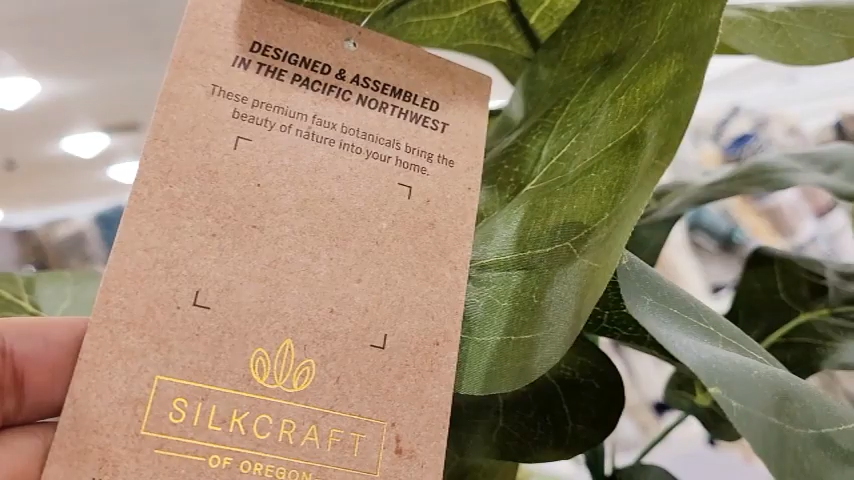 DESIGNED & ASSEMBLED
IN THE PACIFIC NORTHWEST
These premium faux botanicals bring the
beauty of nature into your home.
SILKCRAFT
OF OREGON